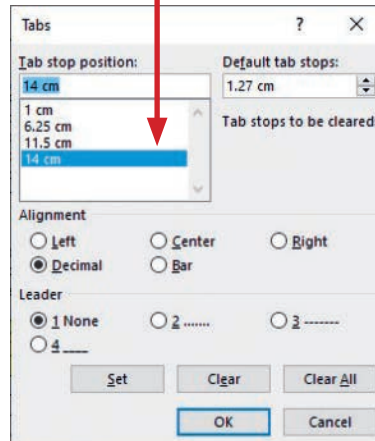 Tabs ? ×
Tab stop position: Default tab stops:
14 cm 1.27 cm
1 cm Tab stops to be cleared:
6.25 cm
11.5 cm
14 cm
Alignment
Left Center Right
Decimal Bar
Leader
1 None 2 ....... 3 -------
4 ____
Set Clear Clear All
OK Cancel